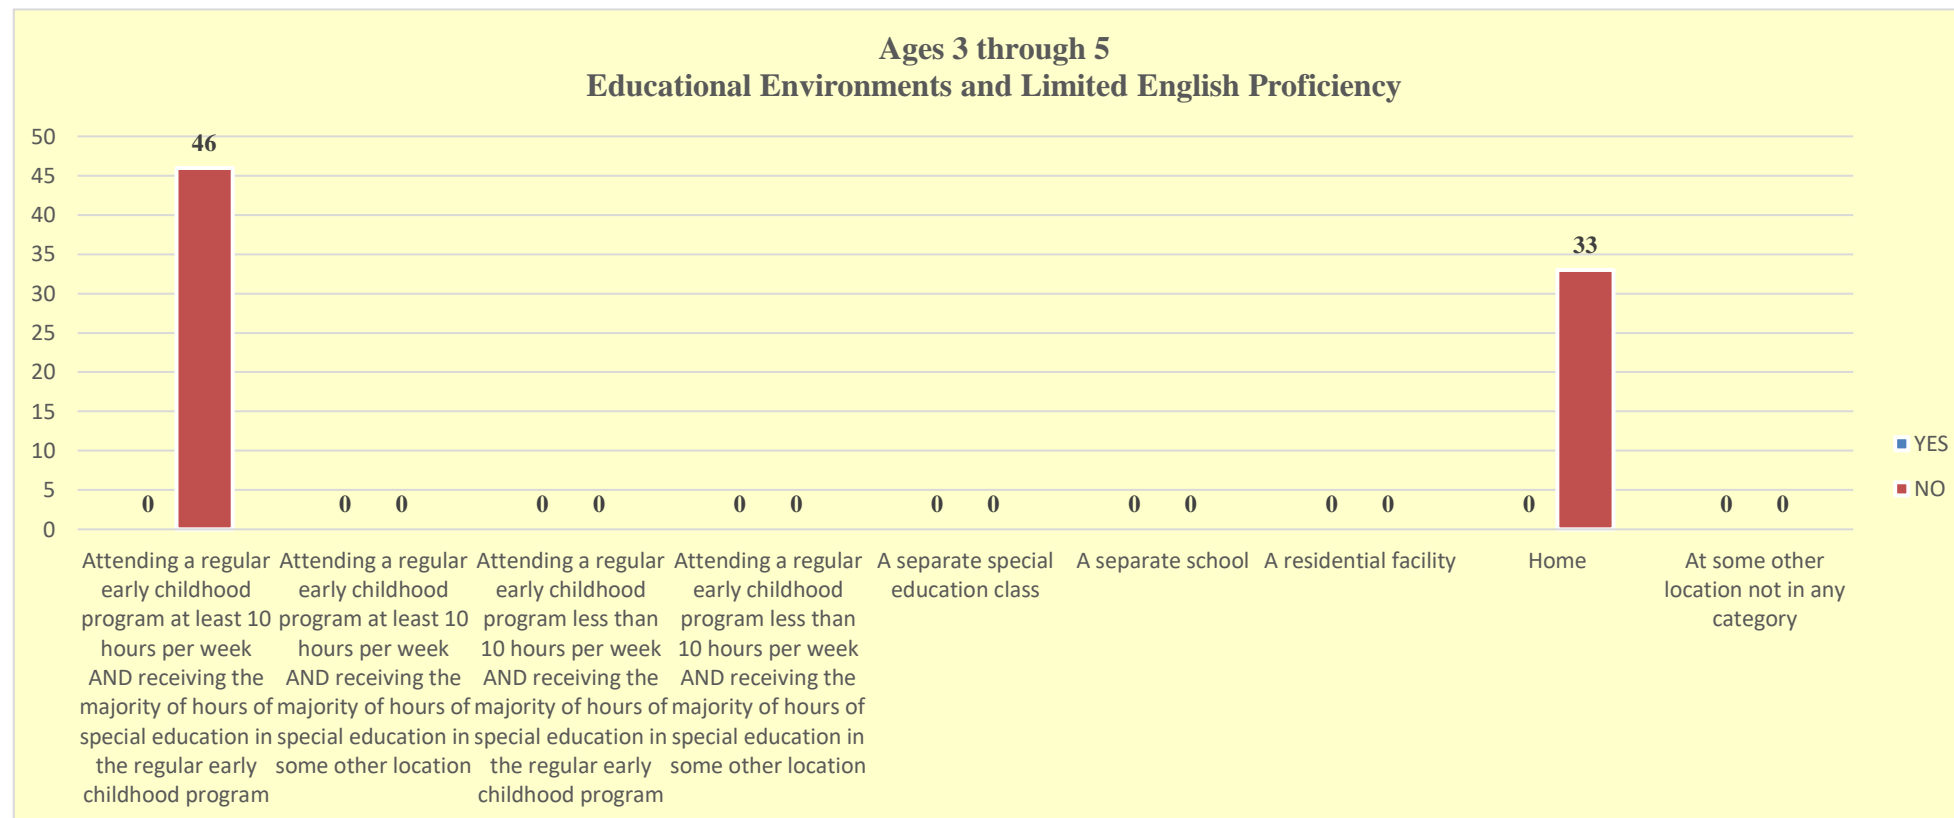 Ages 3 through 5
Educational Environments and Limited English Proficiency
50
45
40
35
30
25
20
15
10
5
0
46
0
0 0
0 0
0 0
0 0
0 0
0 0
33
0
0 0
Attending a regular
early childhood
program at least 10
hours per week
AND receiving the
majority of hours of
special education in
the regular early
childhood program
Attending a regular
early childhood
program at least 10
hours per week
AND receiving the
majority of hours of
special education in
some other location
Attending a regular
early childhood
program less than
10 hours per week
AND receiving the
majority of hours of
special education in
the regular early
childhood program
Attending a regular
early childhood
program less than
10 hours per week
AND receiving the
majority of hours of
special education in
some other location
A separate special
education class
A separate school
A residential facility
Home
At some other
location not in any
category
YES
NO